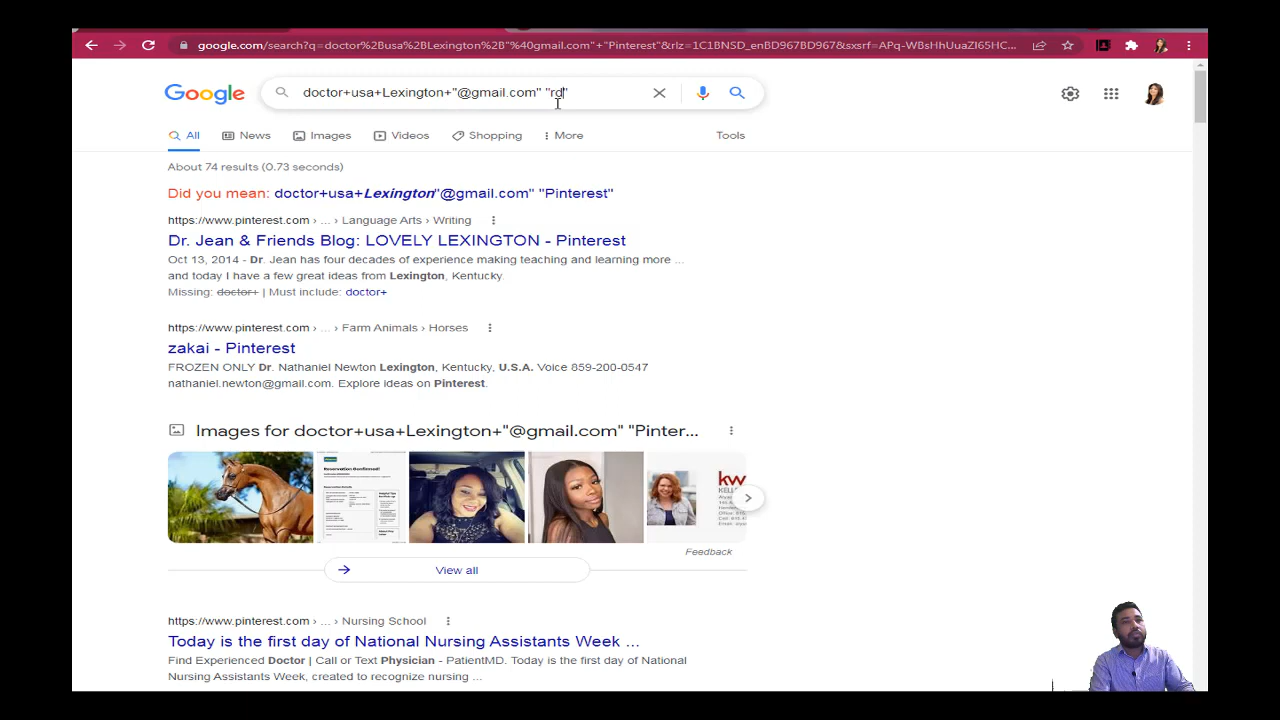 google.com/search?q=doctor%2Busa%2BLexington%2B"%40gmail.com"+"Pinterest"&rlz=1C1BNSD_enBD967BD967&sxsrf=APq-WBsHhUuaZI65HC...
Google
doctor+usa+Lexington+"@gmail.com" "rd"
All News Images Videos Shopping More Tools
About 74 results (0.73 seconds)
Did you mean: doctor+usa+Lexington"@gmail.com" "Pinterest"
https://www.pinterest.com › ... › Language Arts › Writing
Dr. Jean & Friends Blog: LOVELY LEXINGTON - Pinterest
Oct 13, 2014 - Dr. Jean has four decades of experience making teaching and learning more ...
and today I have a few great ideas from Lexington, Kentucky.
Missing: doctor+ | Must include: doctor+
https://www.pinterest.com › ... › Farm Animals › Horses
zakai - Pinterest
FROZEN ONLY Dr. Nathaniel Newton Lexington, Kentucky, U.S.A. Voice 859-200-0547
nathaniel.newton@gmail.com. Explore ideas on Pinterest.
Images for doctor+usa+Lexington+"@gmail.com" "Pinter...
Reservation Confirmed!
kw
Feedback
View all
https://www.pinterest.com › ... › Nursing School
Today is the first day of National Nursing Assistants Week ...
Find Experienced Doctor | Call or Text Physician - PatientMD. Today is the first day of National
Nursing Assistants Week, created to recognize nursing ...